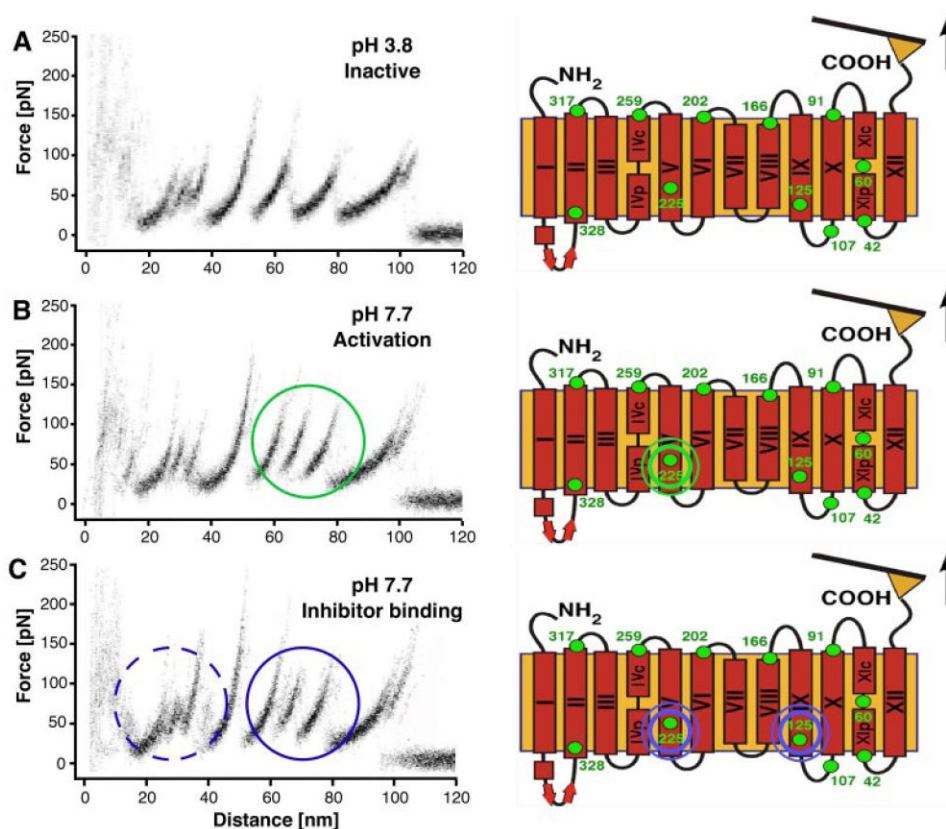 A
pH 3.8
Inactive
Force [pN]
250
200
150
100
50
0
0 20 40 60 80 100 120
COOH
NH2
317 259 202 166 91
I II III IVc IVp V VI VII VIII IX X XIc XIp XII
225 125 60
328 107 42
B
pH 7.7
Activation
Force [pN]
250
200
150
100
50
0
0 20 40 60 80 100 120
COOH
NH2
317 259 202 166 91
I II III IVc IVp V VI VII VIII IX X XIc XIp XII
225 125 60
328 107 42
C
pH 7.7
Inhibitor binding
Force [pN]
250
200
150
100
50
0
0 20 40 60 80 100 120
Distance [nm]
COOH
NH2
317 259 202 166 91
I II III IVc IVp V VI VII VIII IX X XIc XIp XII
225 125 60
328 107 42